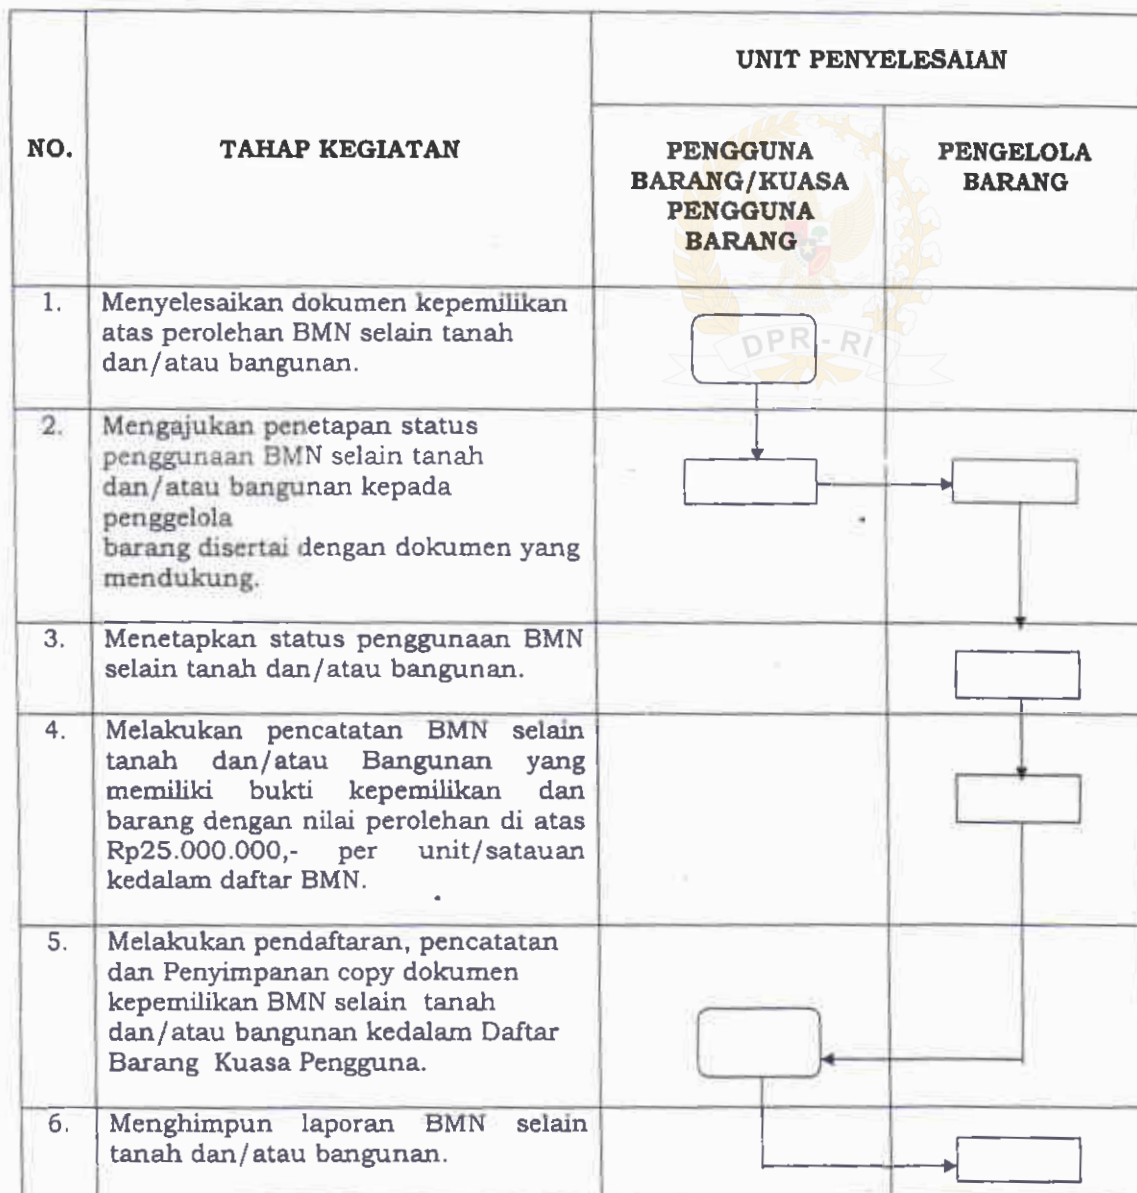 UNIT PENYELESAIAN
NO.
TAHAP KEGIATAN
PENGGUNA
BARANG/KUASA
PENGGUNA
BARANG
PENGELOLA
BARANG
1.
Menyelesaikan dokumen kepemilikan
atas perolehan BMN selain tanah
dan/atau bangunan.
DPR - RI
2.
Mengajukan penetapan status
penggunaan BMN selain tanah
dan/atau bangunan kepada
penggelola
barang disertai dengan dokumen yang
mendukung.
3.
Menetapkan status penggunaan BMN
selain tanah dan/atau bangunan.
4.
Melakukan pencatatan BMN selain
tanah dan/atau Bangunan yang
memiliki bukti kepemilikan dan
barang dengan nilai perolehan di atas
Rp25.000.000,- per unit/satauan
kedalam daftar BMN.
5.
Melakukan pendaftaran, pencatatan
dan Penyimpanan copy dokumen
kepemilikan BMN selain tanah
dan/atau bangunan kedalam Daftar
Barang Kuasa Pengguna.
6.
Menghimpun laporan BMN selain
tanah dan/atau bangunan.